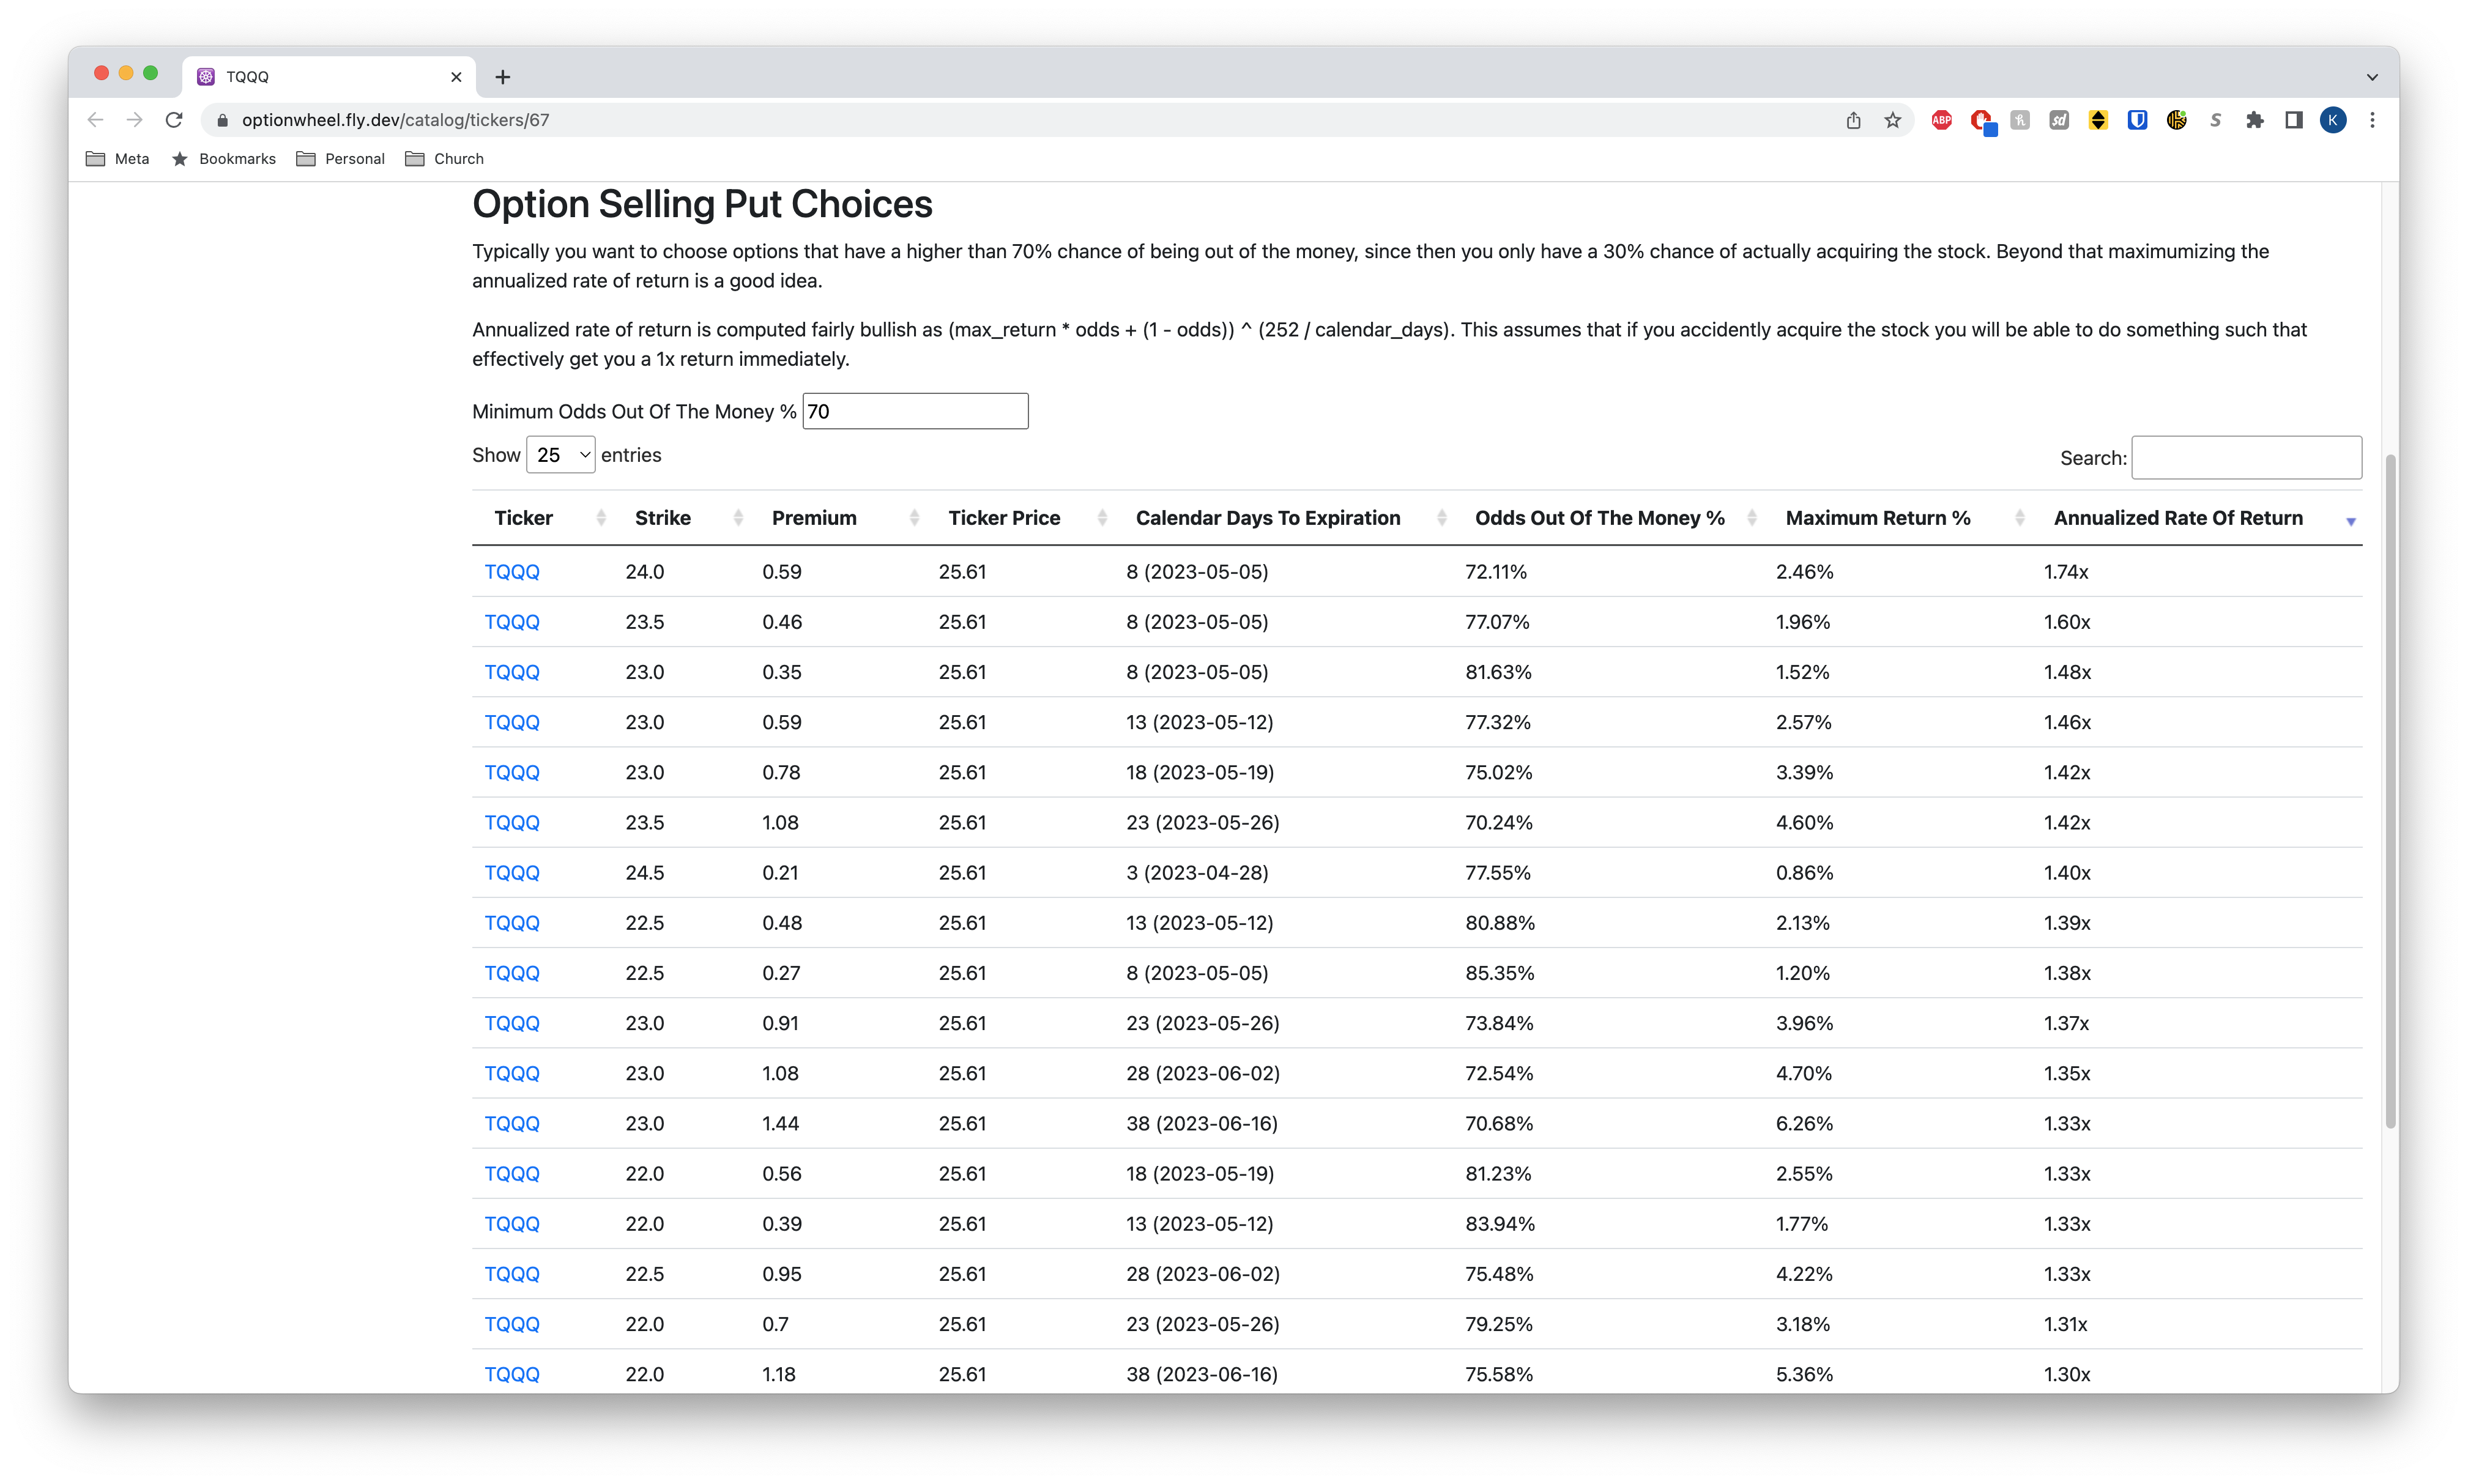 TQQQ
optionwheel.fly.dev/catalog/tickers/67
ABP
sd
S
K
Meta Bookmarks Personal Church
Option Selling Put Choices
Typically you want to choose options that have a higher than 70% chance of being out of the money, since then you only have a 30% chance of actually acquiring the stock. Beyond that maximumizing the
annualized rate of return is a good idea.
Annualized rate of return is computed fairly bullish as (max_return * odds + (1 - odds)) ^ (252 / calendar_days). This assumes that if you accidently acquire the stock you will be able to do something such that
effectively get you a 1x return immediately.
Minimum Odds Out Of The Money % 70
Show 25 entries
Search:
Ticker Strike Premium Ticker Price Calendar Days To Expiration Odds Out Of The Money % Maximum Return % Annualized Rate Of Return
TQQQ 24.0 0.59 25.61 8 (2023-05-05) 72.11% 2.46% 1.74x
TQQQ 23.5 0.46 25.61 8 (2023-05-05) 77.07% 1.96% 1.60x
TQQQ 23.0 0.35 25.61 8 (2023-05-05) 81.63% 1.52% 1.48x
TQQQ 23.0 0.59 25.61 13 (2023-05-12) 77.32% 2.57% 1.46x
TQQQ 23.0 0.78 25.61 18 (2023-05-19) 75.02% 3.39% 1.42x
TQQQ 23.5 1.08 25.61 23 (2023-05-26) 70.24% 4.60% 1.42x
TQQQ 24.5 0.21 25.61 3 (2023-04-28) 77.55% 0.86% 1.40x
TQQQ 22.5 0.48 25.61 13 (2023-05-12) 80.88% 2.13% 1.39x
TQQQ 22.5 0.27 25.61 8 (2023-05-05) 85.35% 1.20% 1.38x
TQQQ 23.0 0.91 25.61 23 (2023-05-26) 73.84% 3.96% 1.37x
TQQQ 23.0 1.08 25.61 28 (2023-06-02) 72.54% 4.70% 1.35x
TQQQ 23.0 1.44 25.61 38 (2023-06-16) 70.68% 6.26% 1.33x
TQQQ 22.0 0.56 25.61 18 (2023-05-19) 81.23% 2.55% 1.33x
TQQQ 22.0 0.39 25.61 13 (2023-05-12) 83.94% 1.77% 1.33x
TQQQ 22.5 0.95 25.61 28 (2023-06-02) 75.48% 4.22% 1.33x
TQQQ 22.0 0.7 25.61 23 (2023-05-26) 79.25% 3.18% 1.31x
TQQQ 22.0 1.18 25.61 38 (2023-06-16) 75.58% 5.36% 1.30x